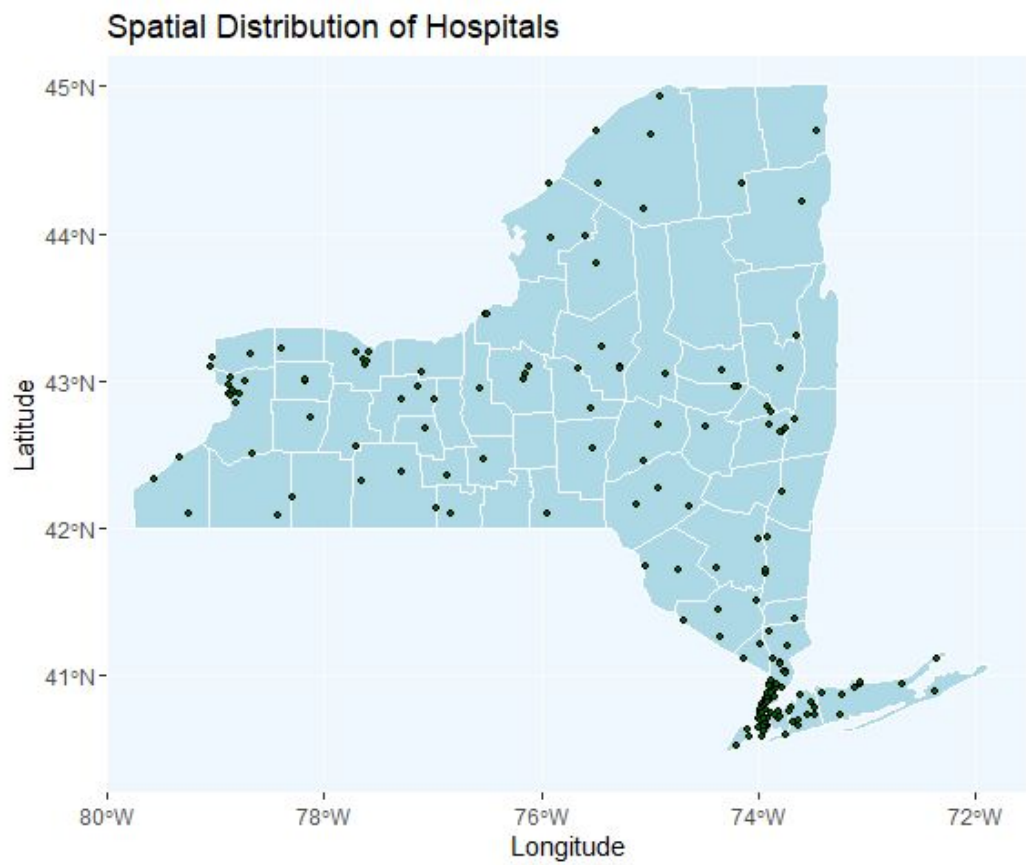 Spatial Distribution of Hospitals
45°N
44°N
43°N
42°N
41°N
Latitude
80°W 78°W 76°W 74°W 72°W
Longitude